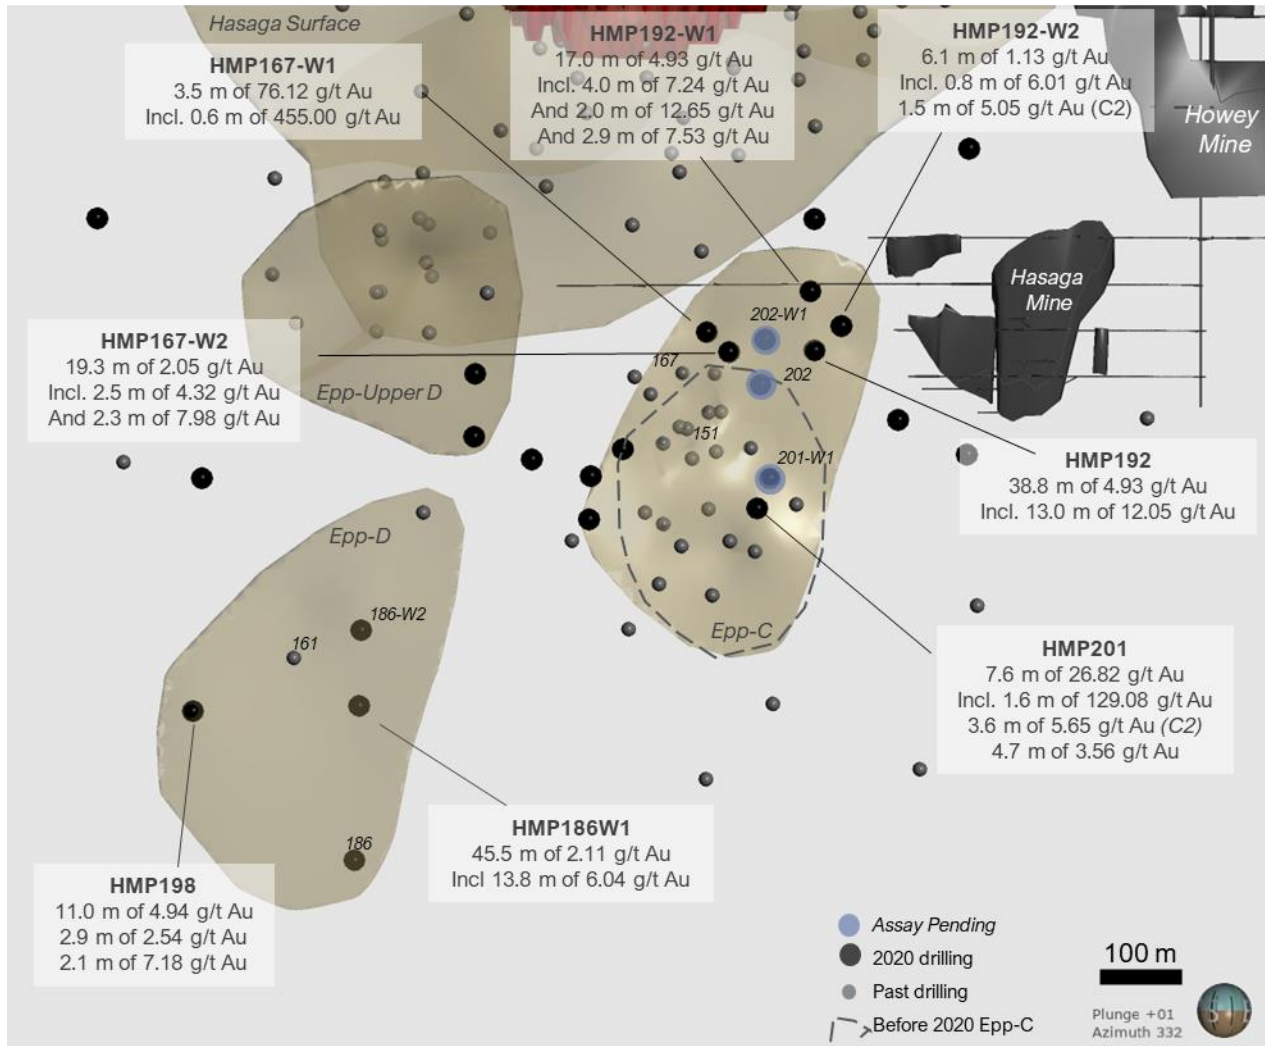 Hasaga Surface
HMP167-W1
3.5 m of 76.12 g/t Au
Incl. 0.6 m of 455.00 g/t Au
HMP192-W1
17.0 m of 4.93 g/t Au
Incl. 4.0 m of 7.24 g/t Au
And 2.0 m of 12.65 g/t Au
And 2.9 m of 7.53 g/t Au
HMP192-W2
6.1 m of 1.13 g/t Au
Incl. 0.8 m of 6.01 g/t Au
1.5 m of 5.05 g/t Au (C2)
Howey
Mine
Hasaga
Mine
HMP167-W2
19.3 m of 2.05 g/t Au
Incl. 2.5 m of 4.32 g/t Au
And 2.3 m of 7.98 g/t Au
Epp-Upper D
202-W1
167
202
151
201-W1
HMP192
38.8 m of 4.93 g/t Au
Incl. 13.0 m of 12.05 g/t Au
Epp-D
186-W2
161
186
Epp-C
HMP201
7.6 m of 26.82 g/t Au
Incl. 1.6 m of 129.08 g/t Au
3.6 m of 5.65 g/t Au (C2)
4.7 m of 3.56 g/t Au
HMP186W1
45.5 m of 2.11 g/t Au
Incl 13.8 m of 6.04 g/t Au
HMP198
11.0 m of 4.94 g/t Au
2.9 m of 2.54 g/t Au
2.1 m of 7.18 g/t Au
Assay Pending
2020 drilling
Past drilling
Before 2020 Epp-C
100 m
Plunge +01
Azimuth 332